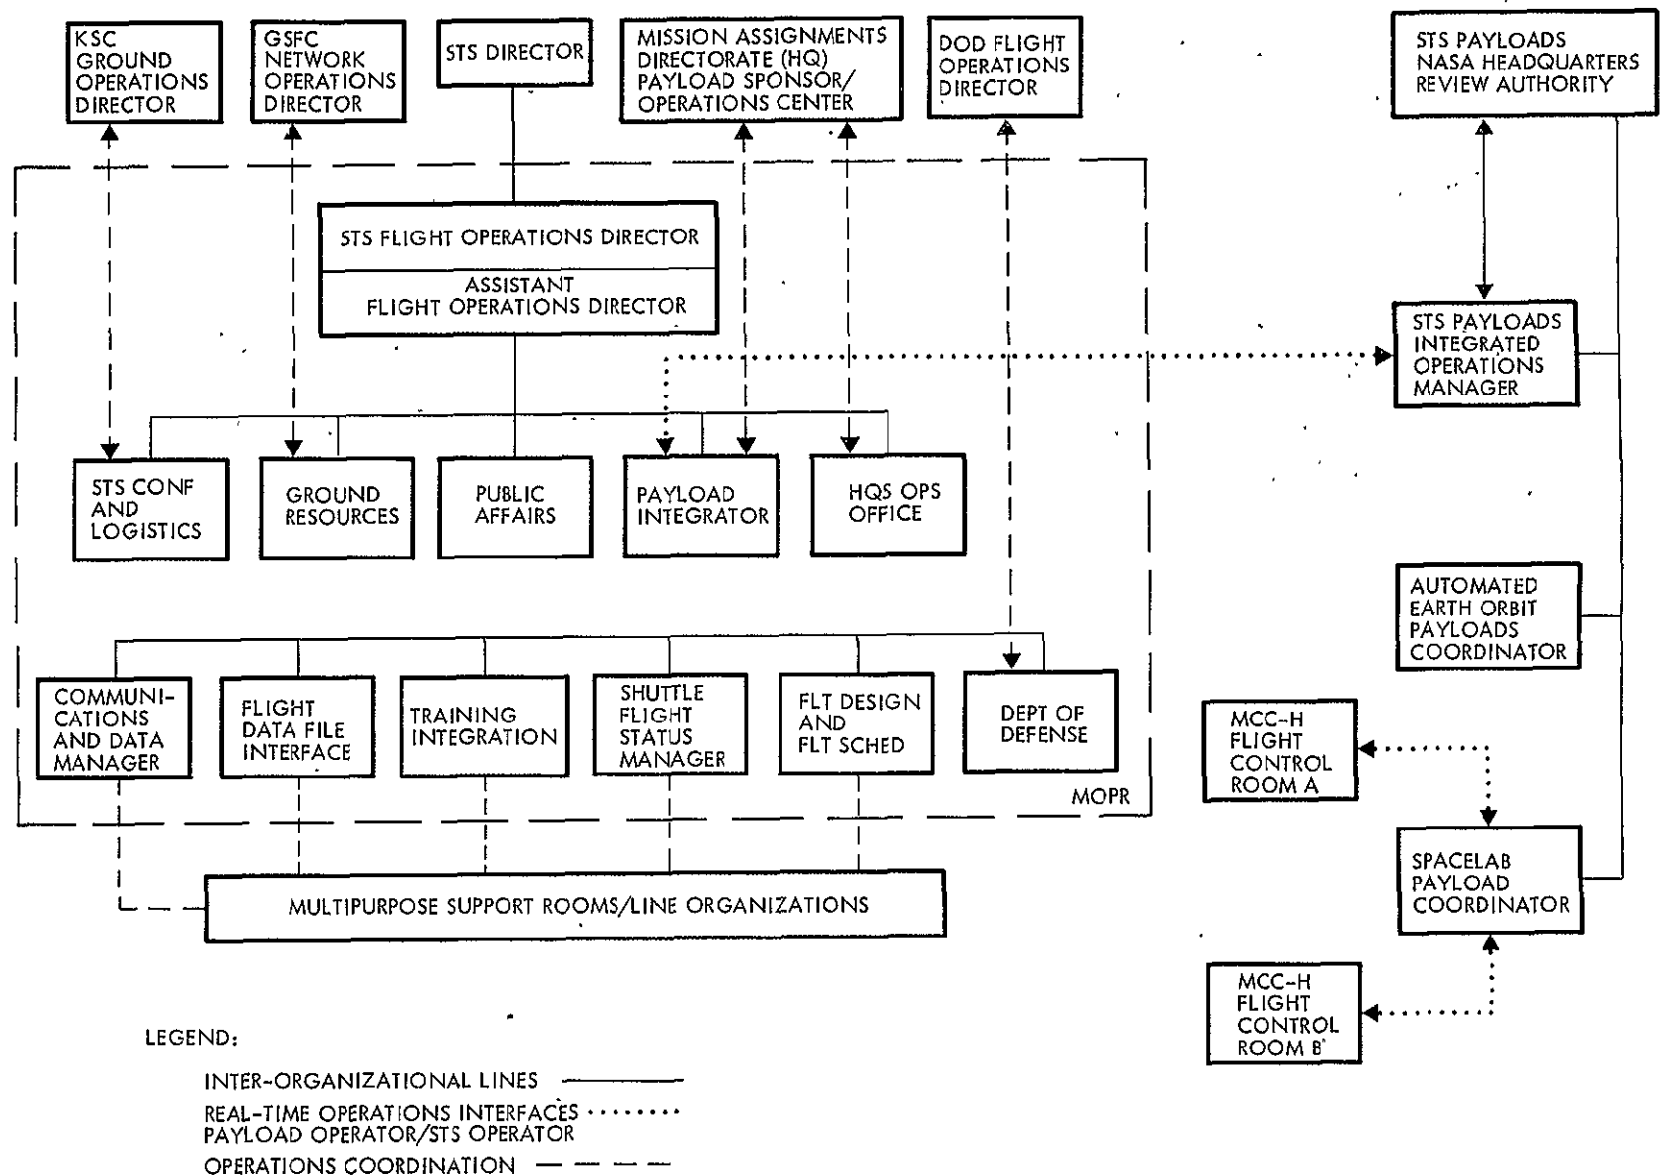 KSC
GROUND
OPERATIONS
DIRECTOR
GSFC
NETWORK
OPERATIONS
DIRECTOR
STS DIRECTOR
MISSION ASSIGNMENTS
DIRECTORATE (HQ)
PAYLOAD SPONSOR/
OPERATIONS CENTER
DOD FLIGHT
OPERATIONS
DIRECTOR
STS PAYLOADS
NASA HEADQUARTERS
REVIEW AUTHORITY
STS FLIGHT OPERATIONS DIRECTOR
ASSISTANT
FLIGHT OPERATIONS DIRECTOR
STS PAYLOADS
INTEGRATED
OPERATIONS
MANAGER
STS CONF
AND
LOGISTICS
GROUND
RESOURCES
PUBLIC
AFFAIRS
PAYLOAD
INTEGRATOR
HQS OPS
OFFICE
AUTOMATED
EARTH ORBIT
PAYLOADS
COORDINATOR
COMMUNI-
CATIONS
AND DATA
MANAGER
FLIGHT
DATA FILE
INTERFACE
TRAINING
INTEGRATION
SHUTTLE
FLIGHT
STATUS
MANAGER
FLT DESIGN
AND
FLT SCHED
DEPT OF
DEFENSE
MOPR
MCC-H
FLIGHT
CONTROL
ROOM A
SPACELAB
PAYLOAD
COORDINATOR
MULTIPURPOSE SUPPORT ROOMS/LINE ORGANIZATIONS
MCC-H
FLIGHT
CONTROL
ROOM B
LEGEND:
INTER-ORGANIZATIONAL LINES
REAL-TIME OPERATIONS INTERFACES
PAYLOAD OPERATOR/STS OPERATOR
OPERATIONS COORDINATION